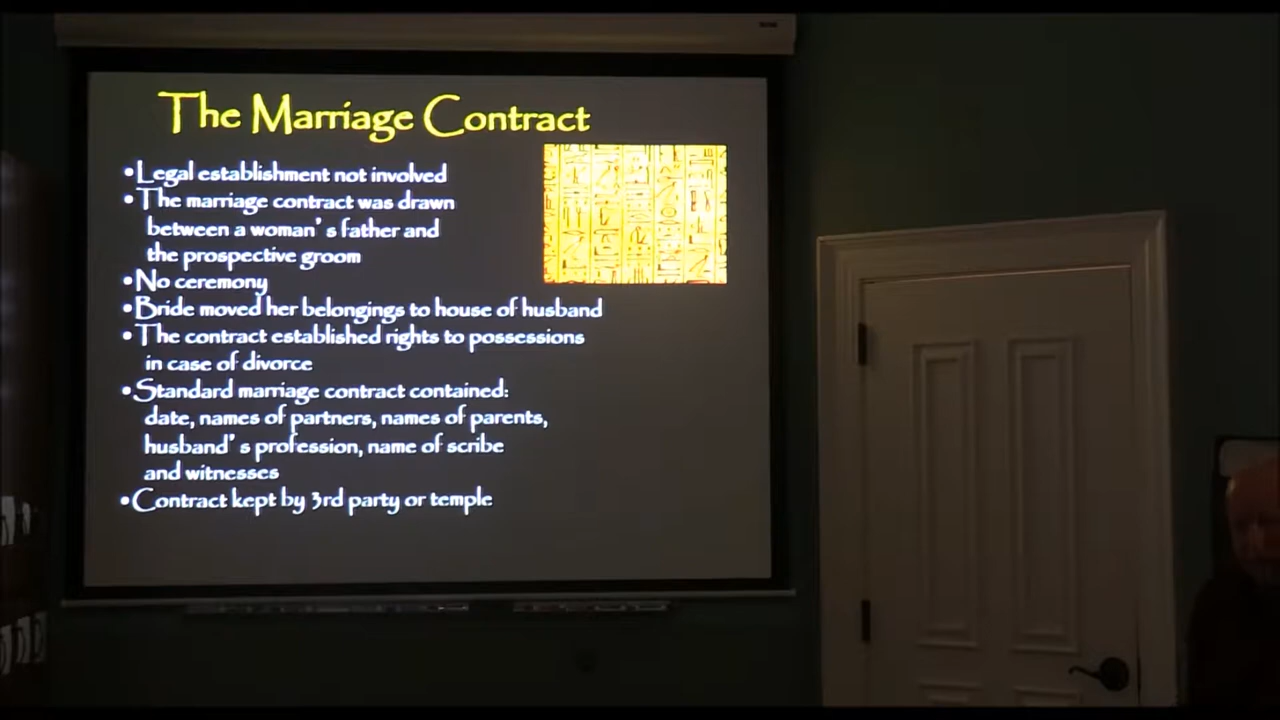 The Marriage Contract
•Legal establishment not involved
•The marriage contract was drawn
between a woman's father and
the prospective groom
•No ceremony
•Bride moved her belongings to house of husband
•The contract established rights to possessions
in case of divorce
•Standard marriage contract contained:
date, names of partners, names of parents,
husband's profession, name of scribe
and witnesses
•Contract kept by 3rd party or temple